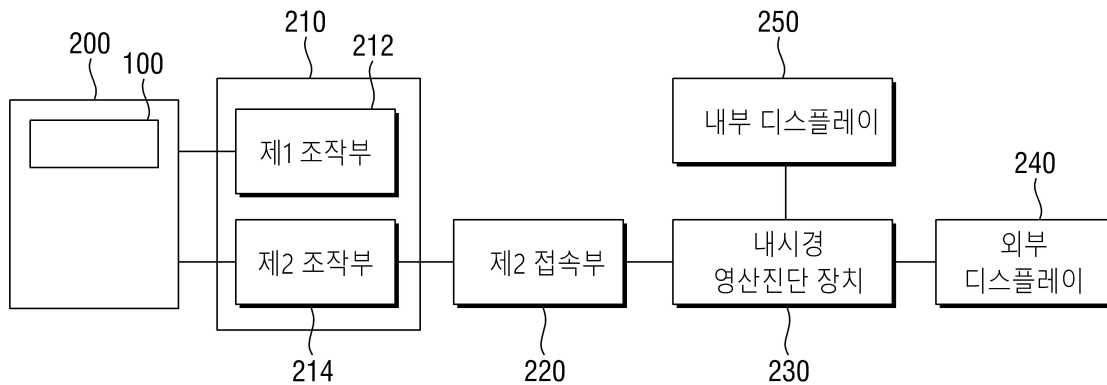 200
100
210
212
250
240
제1 조작부
내부 디스플레이
제2 조작부
제2 접속부
내시경
영산진단 장치
외부
디스플레이
214
220
230